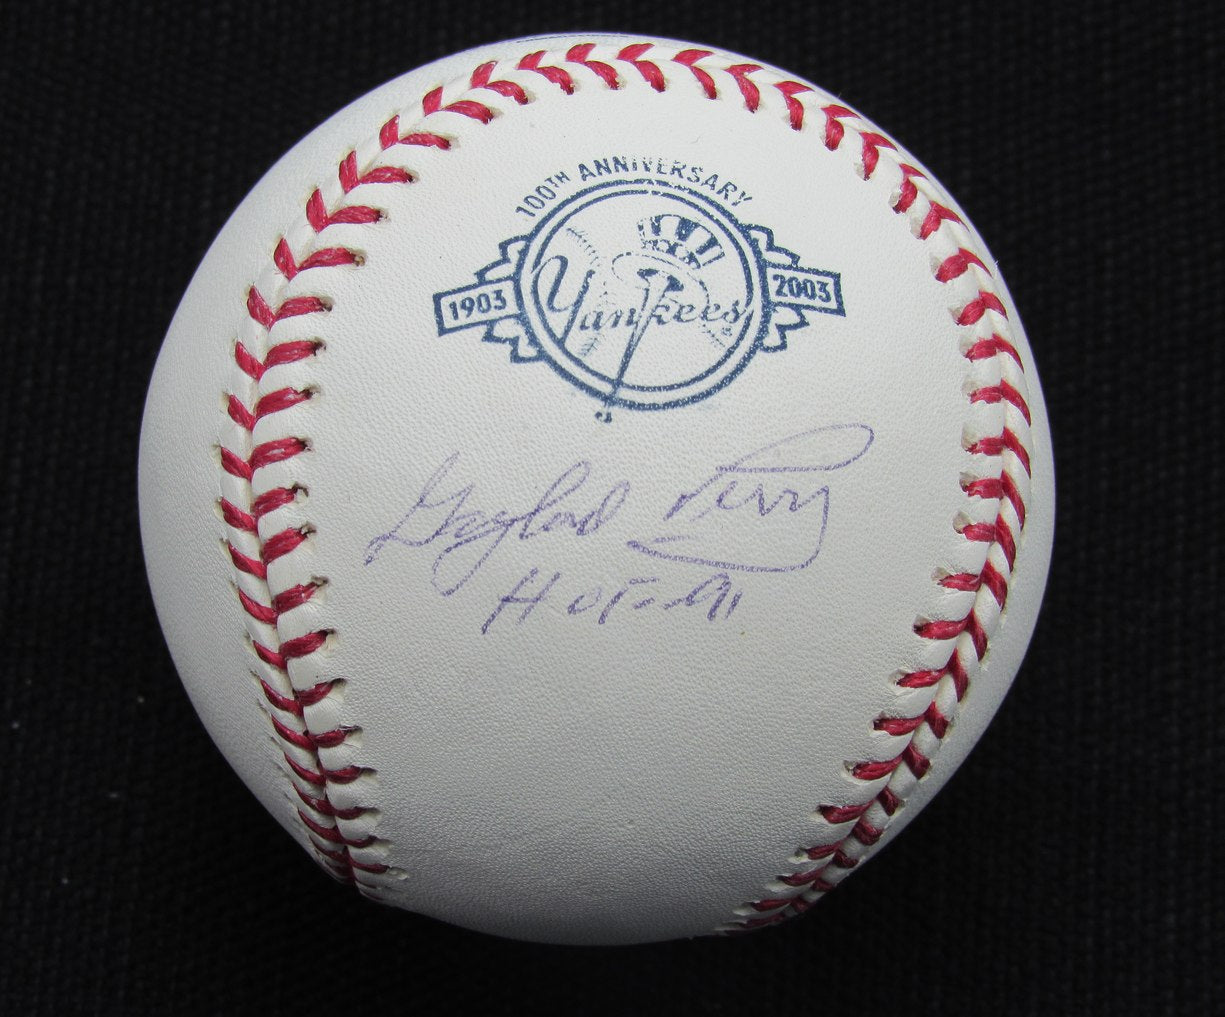 100TH ANNIVERSARY
1903 Yankees 2003
Gaylord Perry
HOF-91